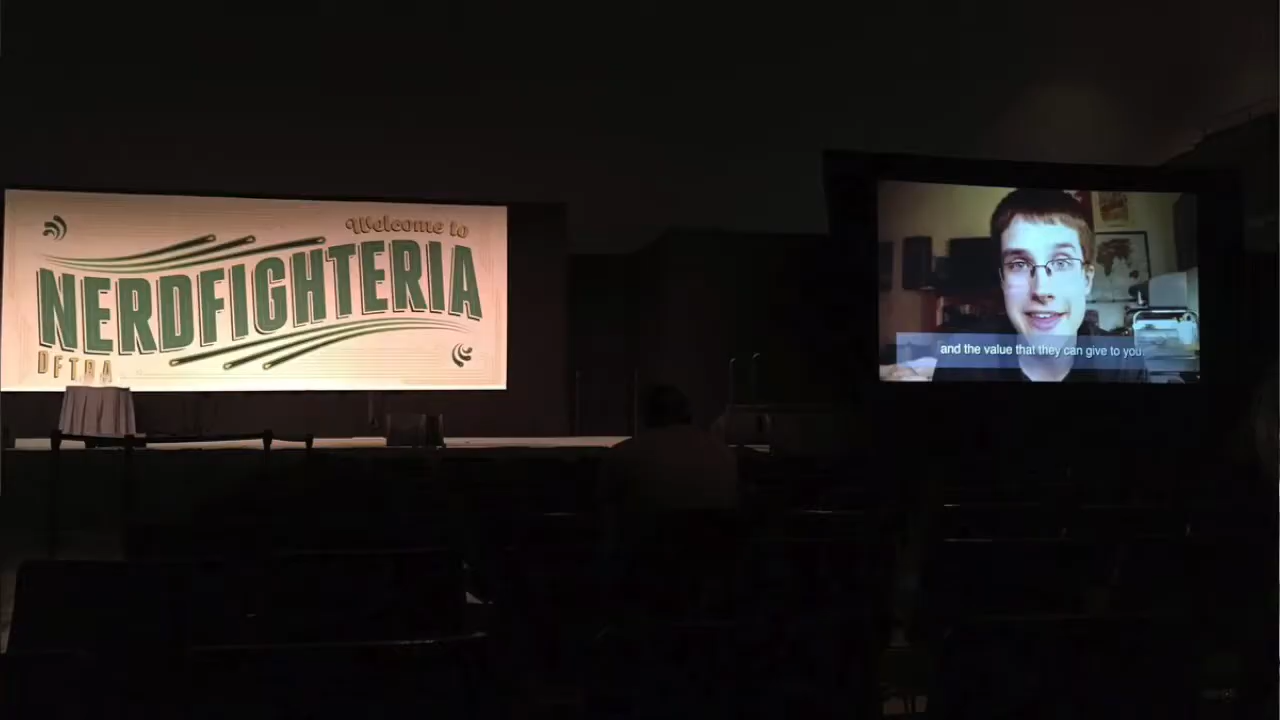 Welcome to
NERDFIGHTERIA
DFTBA
and the value that they can give to you.